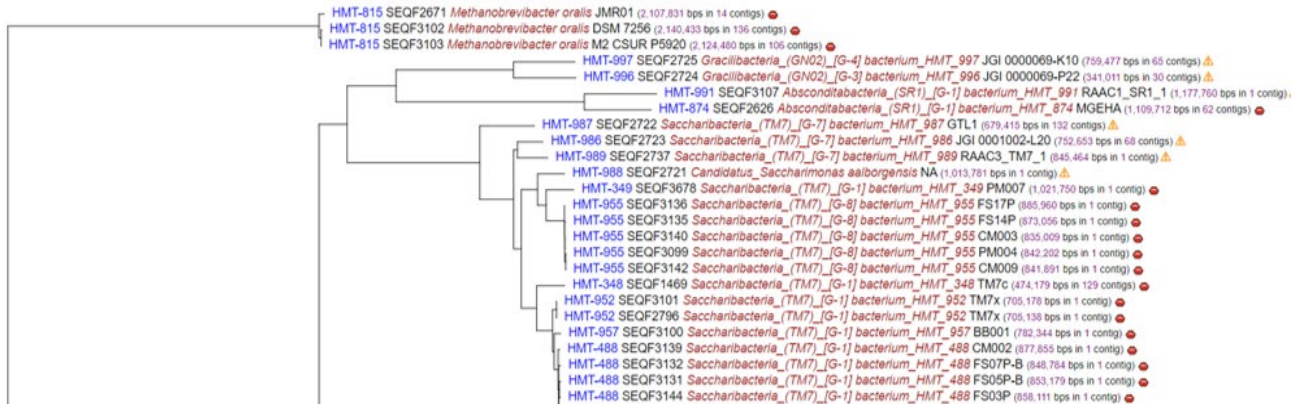 HMT-815 SEQF2671 Methanobrevibacter oralis JMR01 (2,107,831 bps in 14 contigs)
HMT-815 SEQF3102 Methanobrevibacter oralis DSM 7256 (2,140,433 bps in 136 contigs)
HMT-815 SEQF3103 Methanobrevibacter oralis M2 CSUR P5920 (2,124,480 bps in 106 contigs)
HMT-997 SEQF2725 Gracilibacteria_(GN02)_[G-4] bacterium_HMT_997 JGI 0000069-K10 (759,477 bps in 65 contigs)
HMT-996 SEQF2724 Gracilibacteria_(GN02)_[G-3] bacterium_HMT_996 JGI 0000069-P22 (341,011 bps in 30 contigs)
HMT-991 SEQF3107 Absconditabacteria_(SR1)_[G-1] bacterium_HMT_991 RAAC1_SR1_1 (1,177,760 bps in 1 contig)
HMT-874 SEQF2626 Absconditabacteria_(SR1)_[G-1] bacterium_HMT_874 MGEHA (1,109,712 bps in 62 contigs)
HMT-987 SEQF2722 Saccharibacteria_(TM7)_[G-7] bacterium_HMT_987 GTL1 (679,415 bps in 132 contigs)
HMT-986 SEQF2723 Saccharibacteria_(TM7)_[G-7] bacterium_HMT_986 JGI 0001002-L20 (752,653 bps in 68 contigs)
HMT-989 SEQF2737 Saccharibacteria_(TM7)_[G-7] bacterium_HMT_989 RAAC3_TM7_1 (845,464 bps in 1 contig)
HMT-988 SEQF2721 Candidatus_Saccharimonas aalborgensis NA (1,013,781 bps in 1 contig)
HMT-349 SEQF3678 Saccharibacteria_(TM7)_[G-1] bacterium_HMT_349 PM007 (1,021,750 bps in 1 contig)
HMT-955 SEQF3136 Saccharibacteria_(TM7)_[G-8] bacterium_HMT_955 FS17P (885,960 bps in 1 contig)
HMT-955 SEQF3135 Saccharibacteria_(TM7)_[G-8] bacterium_HMT_955 FS14P (873,056 bps in 1 contig)
HMT-955 SEQF3140 Saccharibacteria_(TM7)_[G-8] bacterium_HMT_955 CM003 (835,009 bps in 1 contig)
HMT-955 SEQF3099 Saccharibacteria_(TM7)_[G-8] bacterium_HMT_955 PM004 (842,202 bps in 1 contig)
HMT-955 SEQF3142 Saccharibacteria_(TM7)_[G-8] bacterium_HMT_955 CM009 (841,891 bps in 1 contig)
HMT-348 SEQF1469 Saccharibacteria_(TM7)_[G-1] bacterium_HMT_348 TM7c (474,179 bps in 129 contigs)
HMT-952 SEQF3101 Saccharibacteria_(TM7)_[G-1] bacterium_HMT_952 TM7x (705,178 bps in 1 contig)
HMT-952 SEQF2796 Saccharibacteria_(TM7)_[G-1] bacterium_HMT_952 TM7x (705,138 bps in 1 contig)
HMT-957 SEQF3100 Saccharibacteria_(TM7)_[G-1] bacterium_HMT_957 BB001 (782,344 bps in 1 contig)
HMT-488 SEQF3139 Saccharibacteria_(TM7)_[G-1] bacterium_HMT_488 CM002 (877,855 bps in 1 contig)
HMT-488 SEQF3132 Saccharibacteria_(TM7)_[G-1] bacterium_HMT_488 FS07P-B (848,784 bps in 1 contig)
HMT-488 SEQF3131 Saccharibacteria_(TM7)_[G-1] bacterium_HMT_488 FS05P-B (853,179 bps in 1 contig)
HMT-488 SEQF3144 Saccharibacteria_(TM7)_[G-1] bacterium_HMT_488 FS03P (858,111 bps in 1 contig)